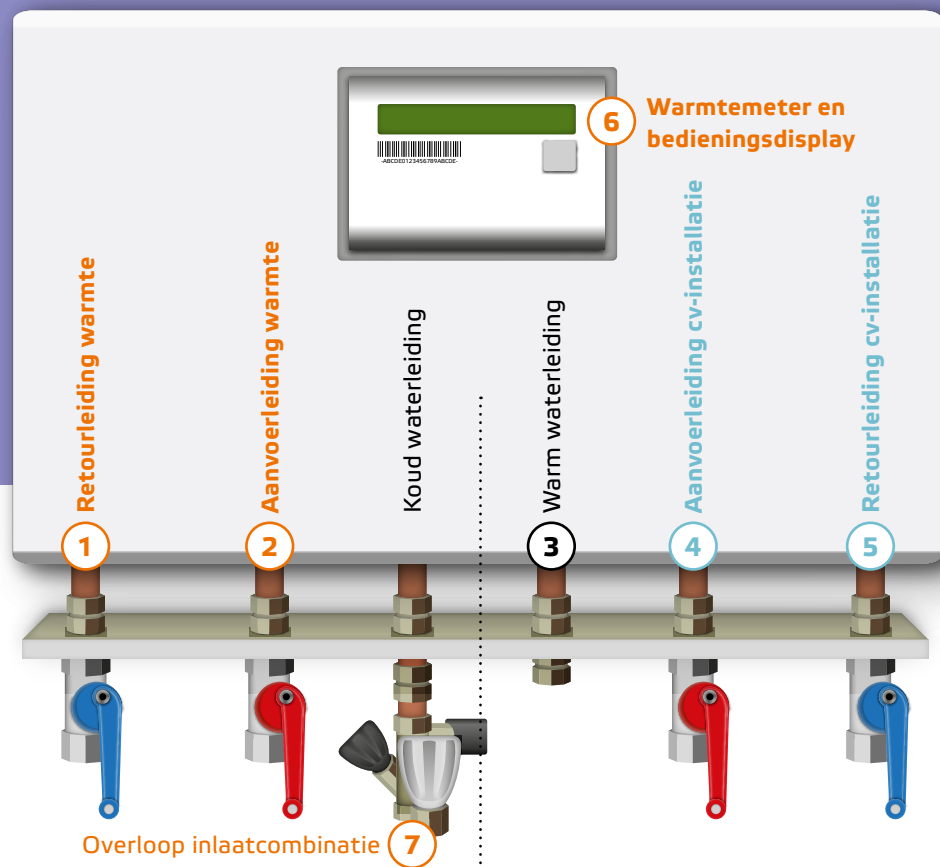 6
Warmtemeter en
bedieningsdisplay
-ABCDE0123456789ABCDE-
Retourleiding warmte
Aanvoerleiding warmte
Koud waterleiding
Warm waterleiding
Aanvoerleiding cv-installatie
Retourleiding cv-installatie
1
2
3
4
5
Overloop inlaatcombinatie 7